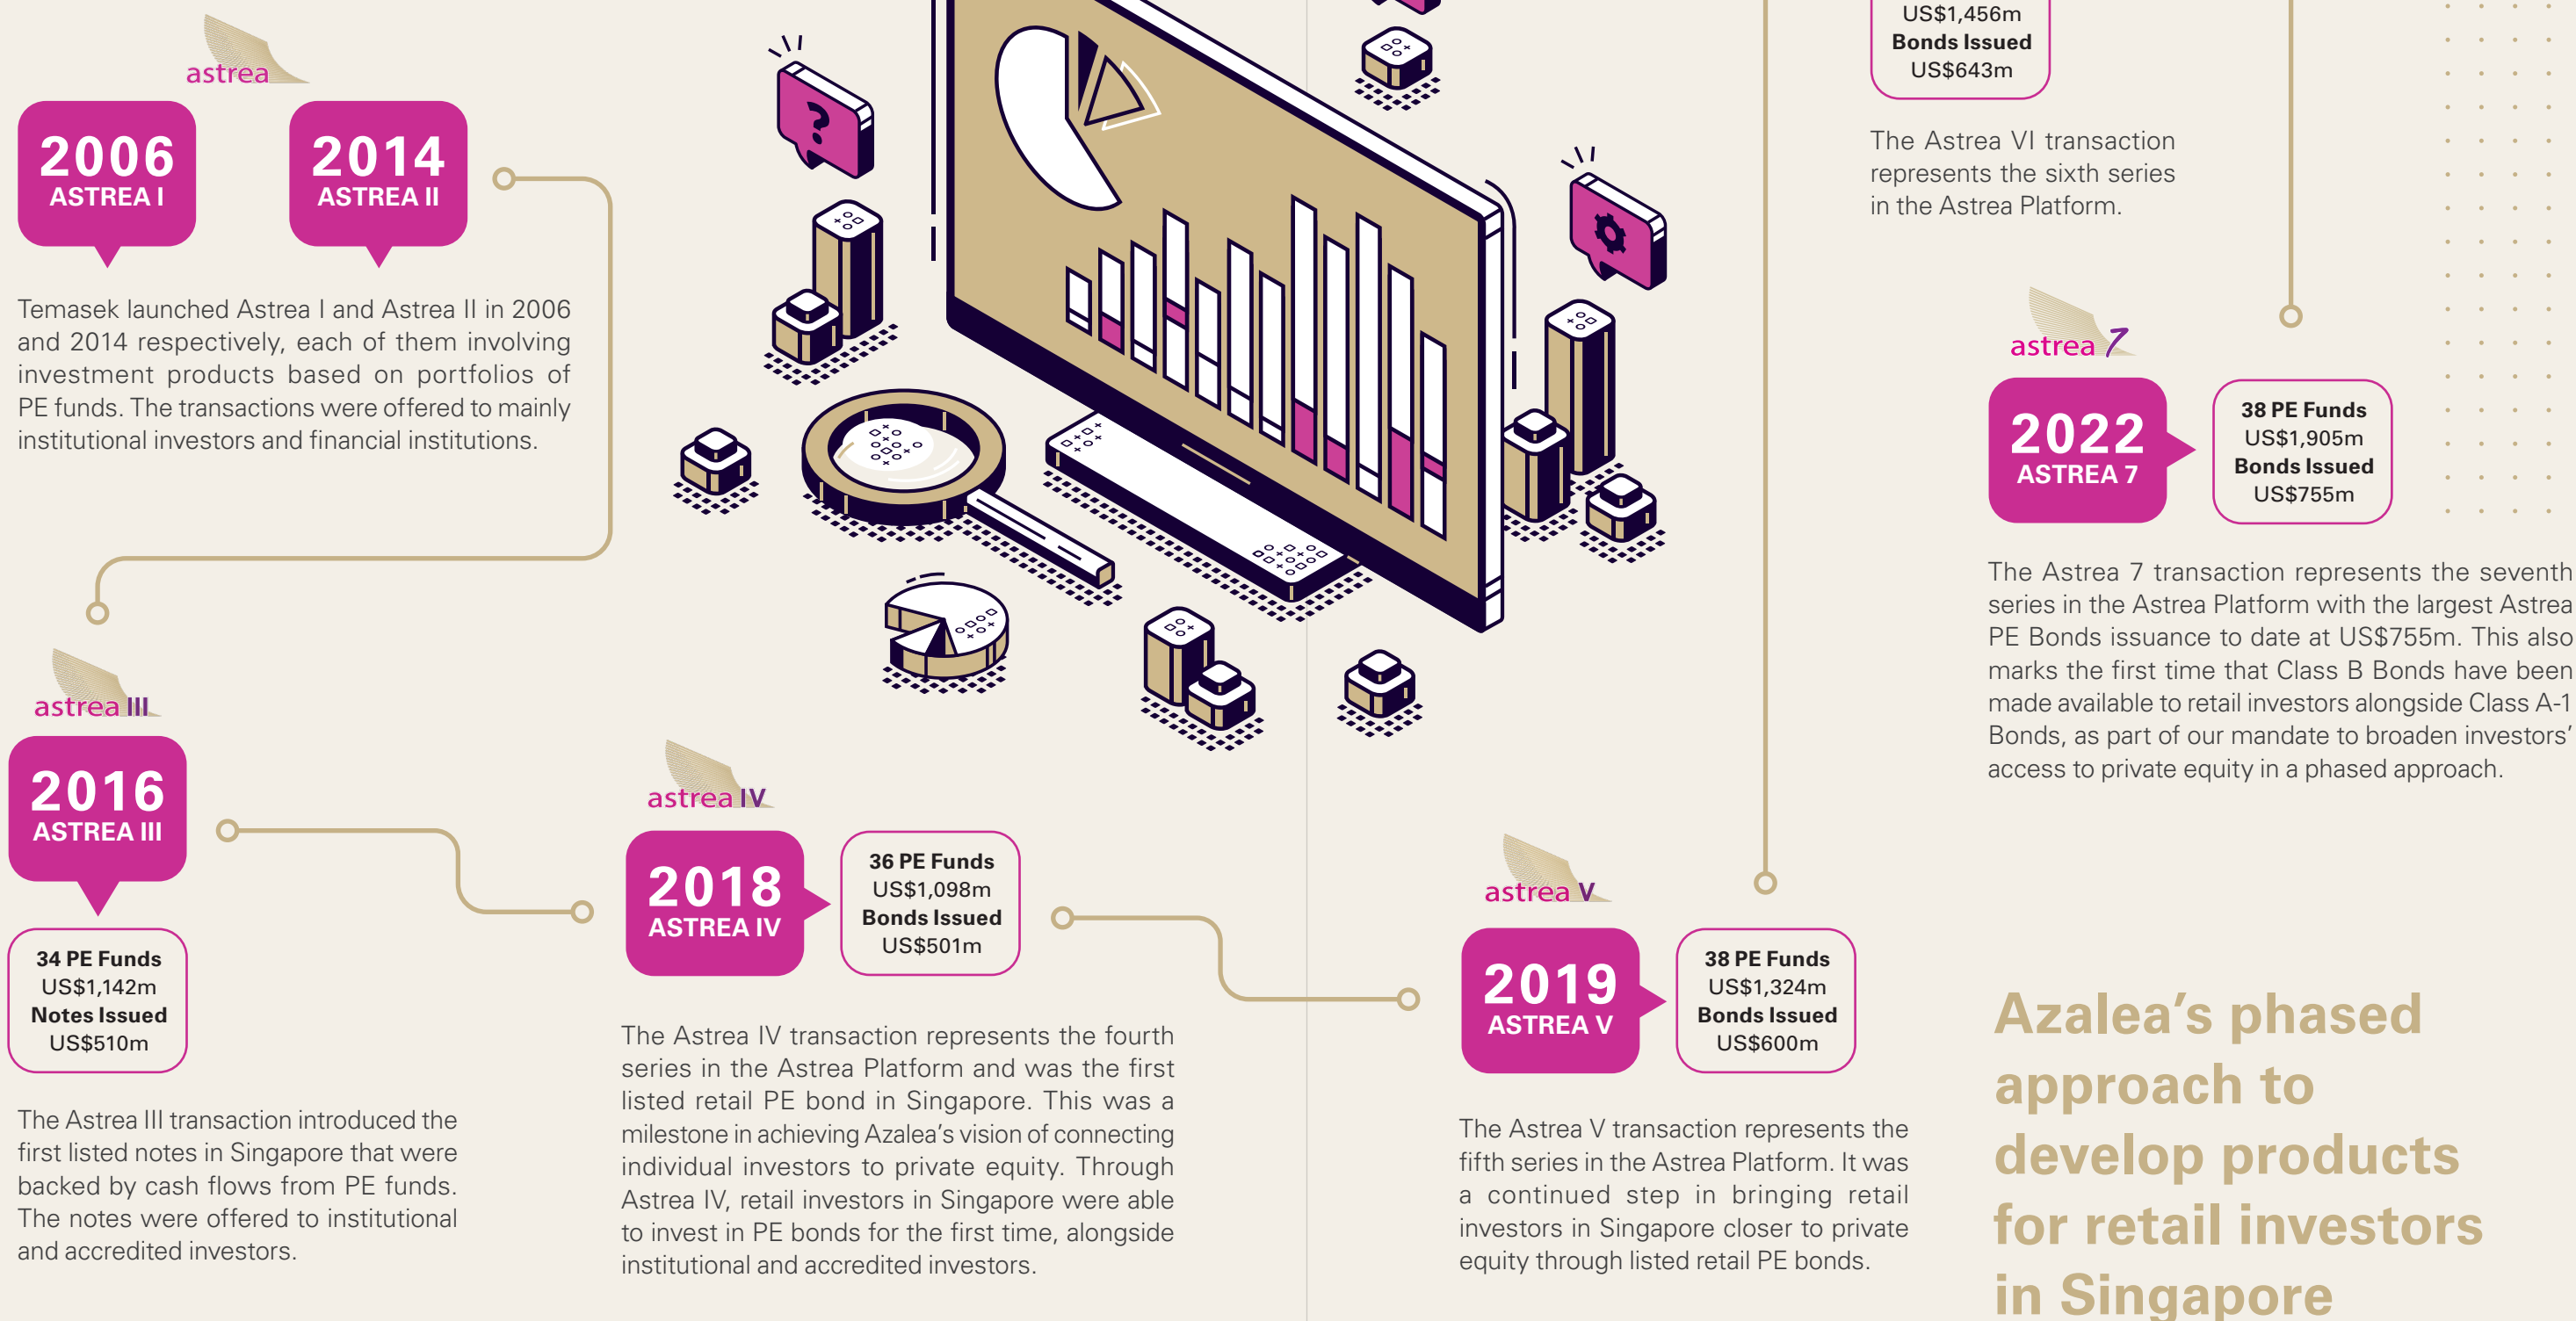 astrea
2006
ASTREA I
2014
ASTREA II
Temasek launched Astrea I and Astrea II in 2006
and 2014 respectively, each of them involving
investment products based on portfolios of
PE funds. The transactions were offered to mainly
institutional investors and financial institutions.
astrea III
2016
ASTREA III
34 PE Funds
US$1,142m
Notes Issued
US$510m
The Astrea III transaction introduced the
first listed notes in Singapore that were
backed by cash flows from PE funds.
The notes were offered to institutional
and accredited investors.
astrea IV
2018
ASTREA IV
36 PE Funds
US$1,098m
Bonds Issued
US$501m
The Astrea IV transaction represents the fourth
series in the Astrea Platform and was the first
listed retail PE bond in Singapore. This was a
milestone in achieving Azalea’s vision of connecting
individual investors to private equity. Through
Astrea IV, retail investors in Singapore were able
to invest in PE bonds for the first time, alongside
institutional and accredited investors.
?
astrea V
2019
ASTREA V
38 PE Funds
US$1,324m
Bonds Issued
US$600m
The Astrea V transaction represents the
fifth series in the Astrea Platform. It was
a continued step in bringing retail
investors in Singapore closer to private
equity through listed retail PE bonds.
US$1,456m
Bonds Issued
US$643m
The Astrea VI transaction
represents the sixth series
in the Astrea Platform.
astrea 7
2022
ASTREA 7
38 PE Funds
US$1,905m
Bonds Issued
US$755m
The Astrea 7 transaction represents the seventh
series in the Astrea Platform with the largest Astrea
PE Bonds issuance to date at US$755m. This also
marks the first time that Class B Bonds have been
made available to retail investors alongside Class A-1
Bonds, as part of our mandate to broaden investors’
access to private equity in a phased approach.
Azalea’s phased
approach to
develop products
for retail investors
in Singapore